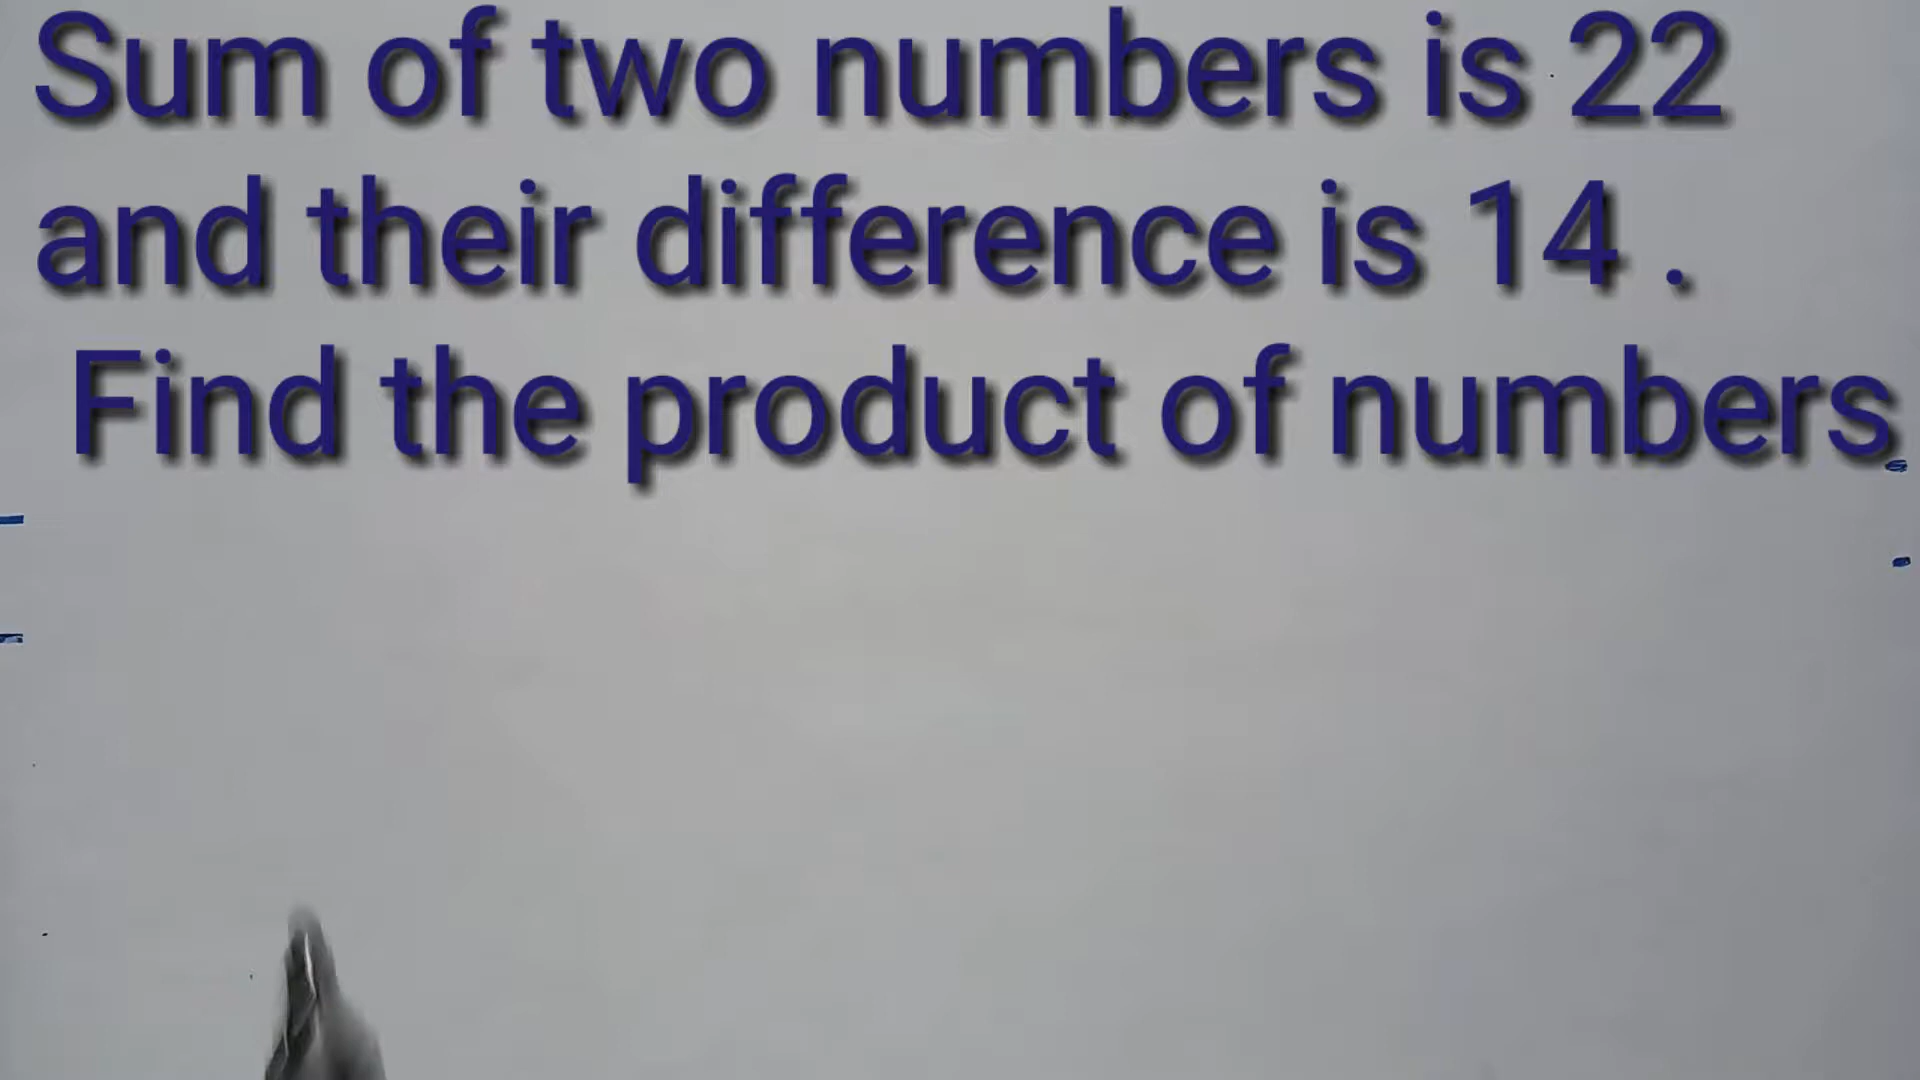 Sum of two numbers is 22
and their difference is 14 .
Find the product of numbers